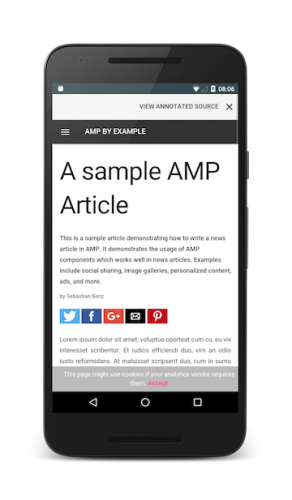 08:06
VIEW ANNOTATED SOURCE ✕
AMP BY EXAMPLE
A sample AMP
Article
This is a sample article demonstrating how to write a news
article in AMP. It demonstrates the usage of AMP
components which works well in news articles. Examples
include social sharing, image galleries, personalized content,
ads, and more.
by Sebastian Benz
Lorem ipsum dolor sit amet, voluptua oporteat cum cu, eu vix
interesset scribentur. Et iudico efficiendi duo, vim an odio
iusto reformidans. At maluisset scripserit duo, cum in sumo
This page might use cookies if your analytics vendor requires
them. Accept